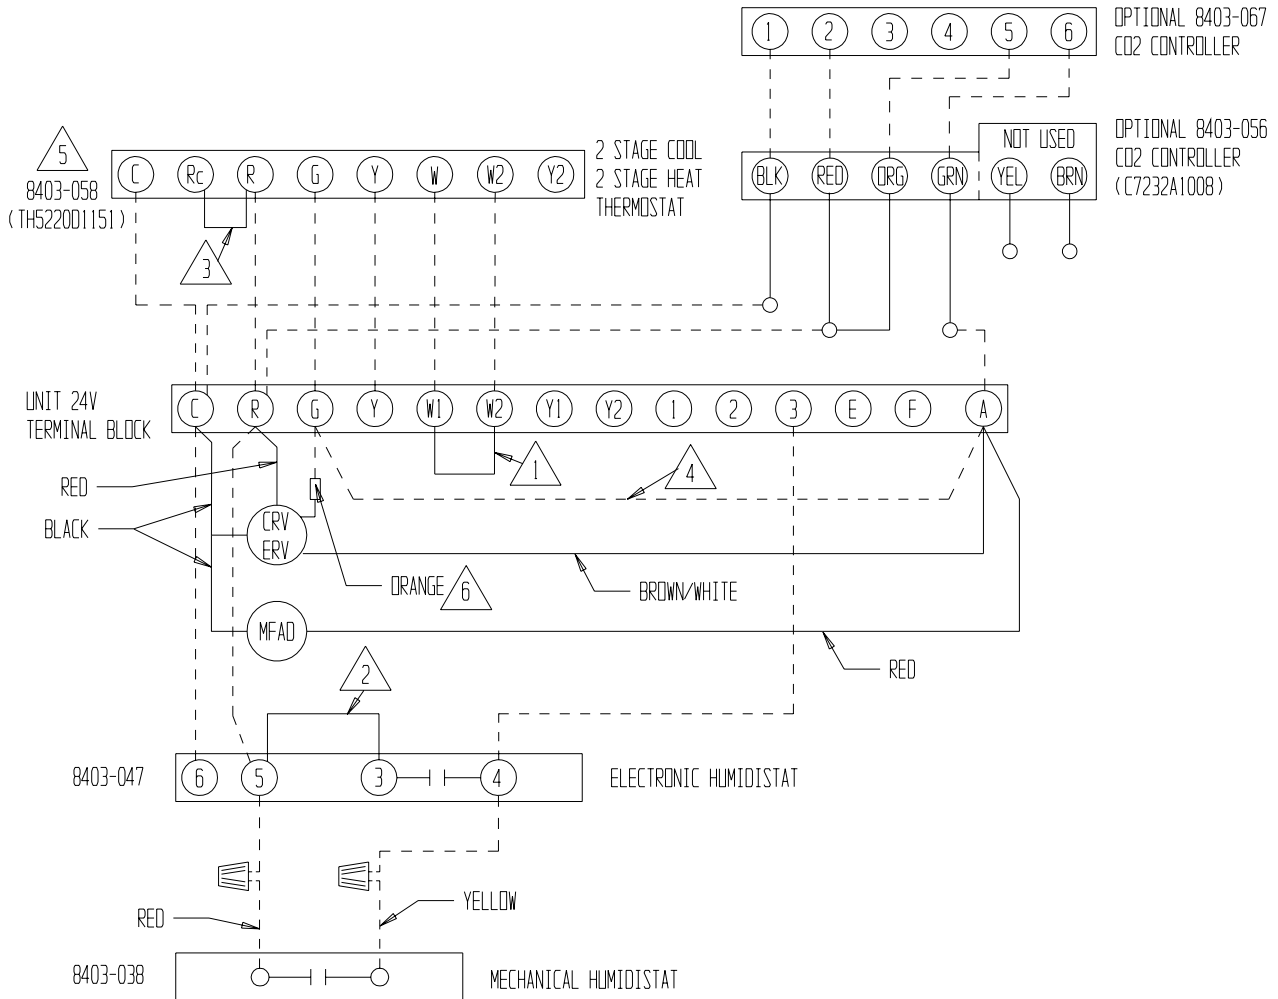 1 2 3 4 5 6
OPTIONAL 8403-067
CO2 CONTROLLER
OPTIONAL 8403-056
CO2 CONTROLLER
(C7232A1008)
NOT USED
BLK RED ORG GRN YEL BRN
5
8403-058
(TH5220D1151)
C Rc R G Y W W2 Y2
2 STAGE COOL
2 STAGE HEAT
THERMOSTAT
3
UNIT 24V
TERMINAL BLOCK
C R G Y W1 W2 Y1 Y2 1 2 3 E F A
1
4
RED
BLACK
CRV
ERV
ORANGE
6
BROWN/WHITE
MFAD
RED
2
8403-047
6 5 3 4
ELECTRONIC HUMIDISTAT
RED
YELLOW
8403-038
MECHANICAL HUMIDISTAT